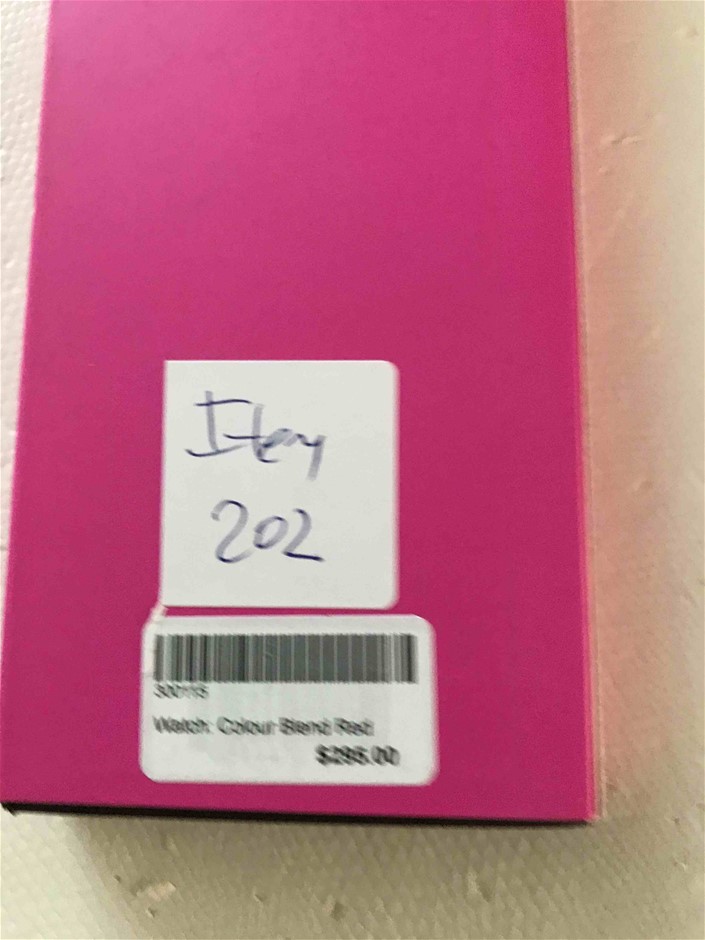 Item
202
300115
Watch: Colour Blend Red
$295.00